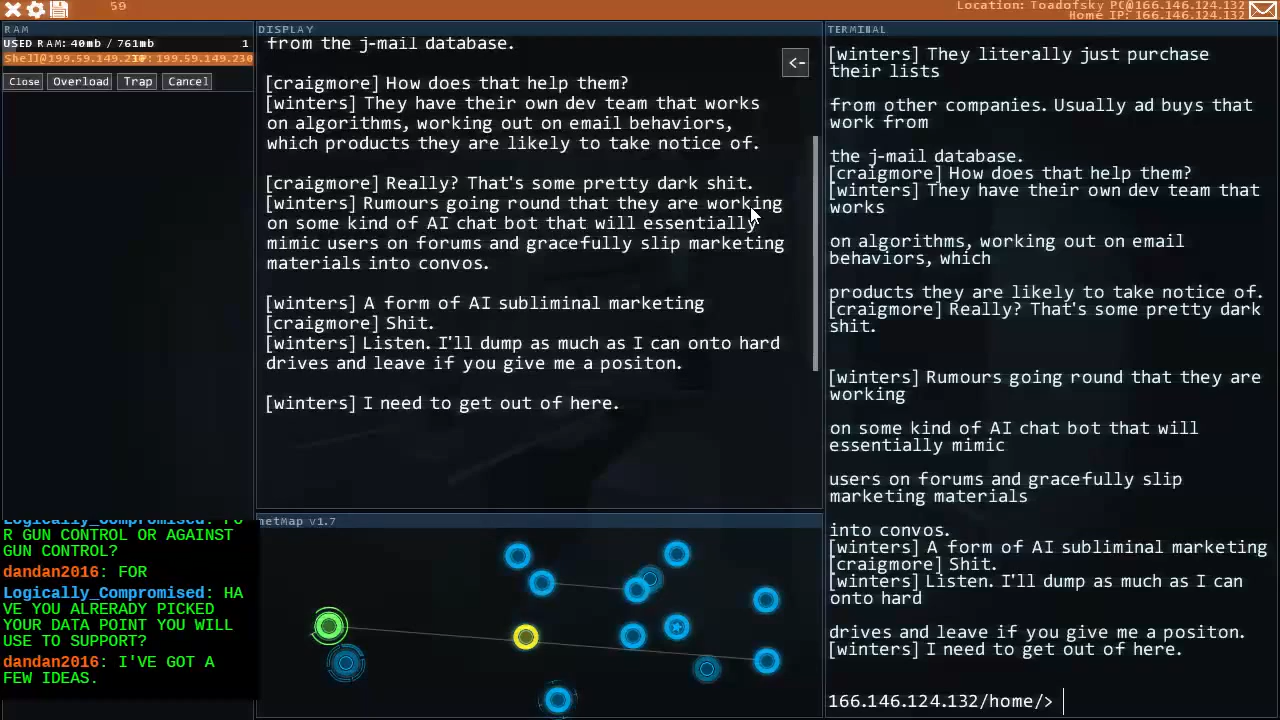 59
Location: Toadofsky PC@166.146.124.132
Home IP: 166.146.124.132
RAM
USED RAM: 40mb / 761mb 1
Shell@199.59.149.230
IP: 199.59.149.230
Close Overload Trap Cancel
DISPLAY
from the j-mail database.
<-
[craigmore] How does that help them?
[winters] They have their own dev team that works
on algorithms, working out on email behaviors,
which products they are likely to take notice of.
[craigmore] Really? That's some pretty dark shit.
[winters] Rumours going round that they are working
on some kind of AI chat bot that will essentially
mimic users on forums and gracefully slip marketing
materials into convos.
[winters] A form of AI subliminal marketing
[craigmore] Shit.
[winters] Listen. I'll dump as much as I can onto hard
drives and leave if you give me a positon.
[winters] I need to get out of here.
netMap v1.7
TERMINAL
[winters] They literally just purchase
their lists
from other companies. Usually ad buys that
work from
the j-mail database.
[craigmore] How does that help them?
[winters] They have their own dev team that
works
on algorithms, working out on email
behaviors, which
products they are likely to take notice of.
[craigmore] Really? That's some pretty dark
shit.
[winters] Rumours going round that they are
working
on some kind of AI chat bot that will
essentially mimic
users on forums and gracefully slip
marketing materials
into convos.
[winters] A form of AI subliminal marketing
[craigmore] Shit.
[winters] Listen. I'll dump as much as I can
onto hard
drives and leave if you give me a positon.
[winters] I need to get out of here.
166.146.124.132/home/>
Logically_Compromised: FO
R GUN CONTROL OR AGAINST
GUN CONTROL?
dandan2016: FOR
Logically_Compromised: HA
VE YOU ALRERADY PICKED
YOUR DATA POINT YOU WILL
USE TO SUPPORT?
dandan2016: I'VE GOT A
FEW IDEAS.